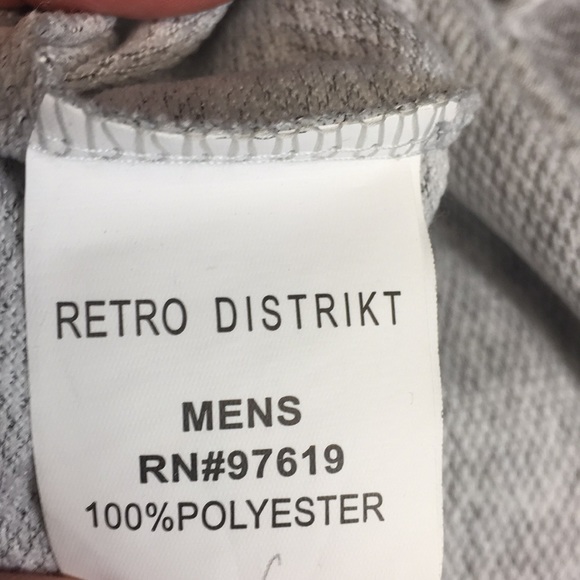 RETRO DISTRIKT
MENS
RN#97619
100%POLYESTER